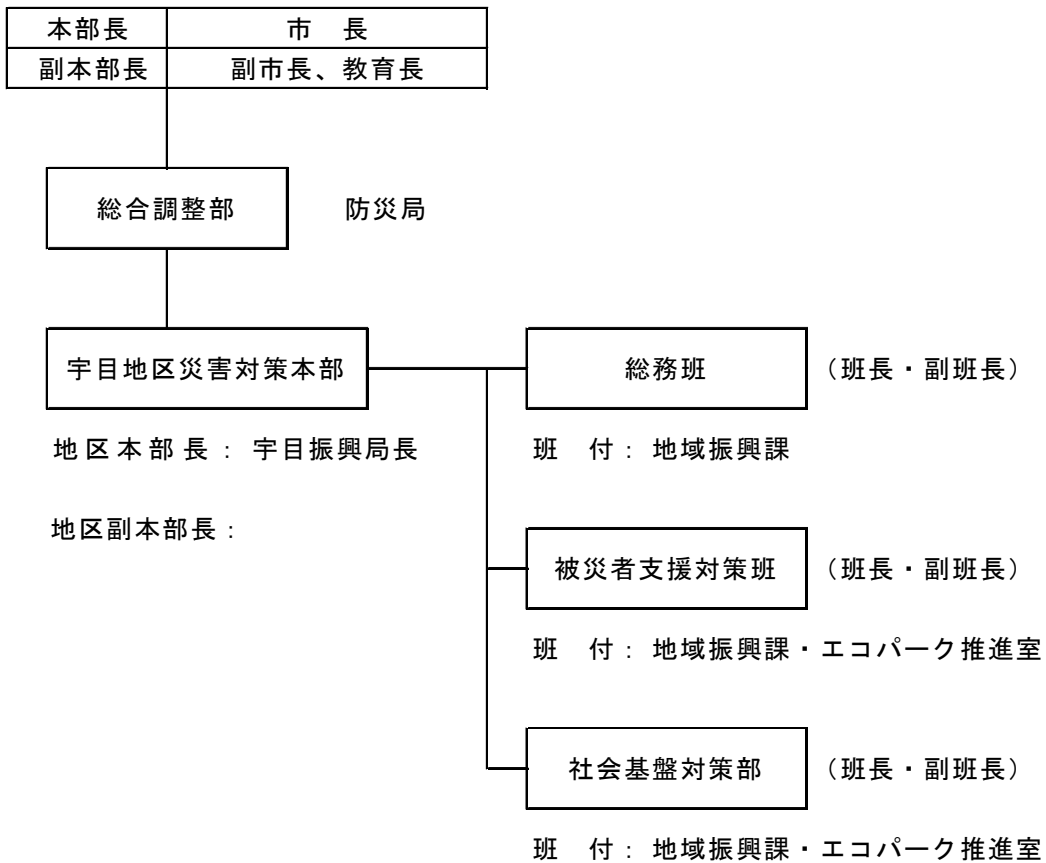 本部長 市　長
副本部長 副市長、教育長
総合調整部 防災局
宇目地区災害対策本部 総務班 （班長・副班長）
地区本部長： 宇目振興局長 班　付： 地域振興課
地区副本部長：
被災者支援対策班 （班長・副班長）
班　付： 地域振興課・エコパーク推進室
社会基盤対策部 （班長・副班長）
班　付： 地域振興課・エコパーク推進室